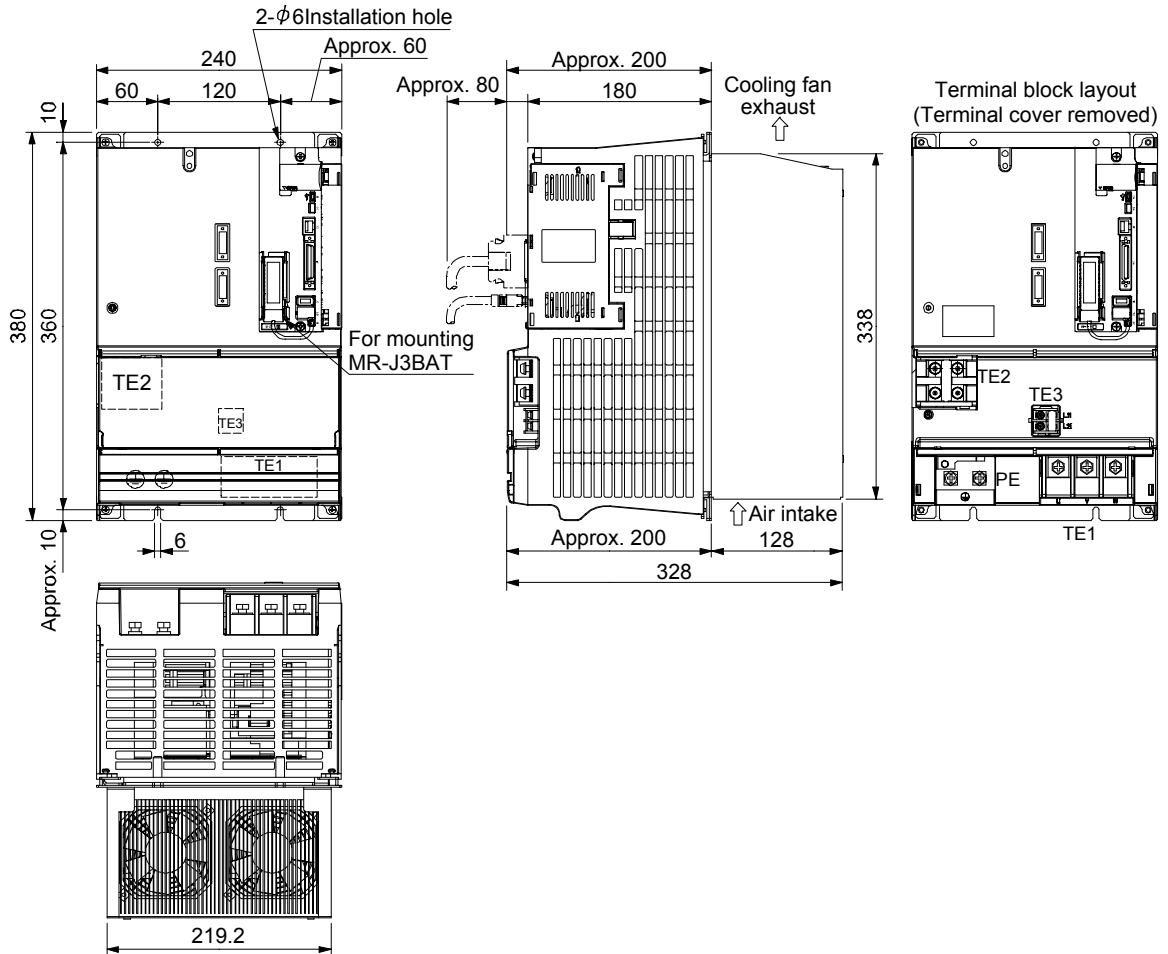 2-ϕ6Installation hole
Approx. 60
240
60
120
10
380
360
For mounting
MR-J3BAT
TE2
TE3
TE1
6
Approx. 10
Approx. 200
Approx. 80
180
Cooling fan
exhaust
338
Air intake
Approx. 200
128
328
Terminal block layout
(Terminal cover removed)
TE2
TE3
L11
L21
PE
U V W
TE1
219.2